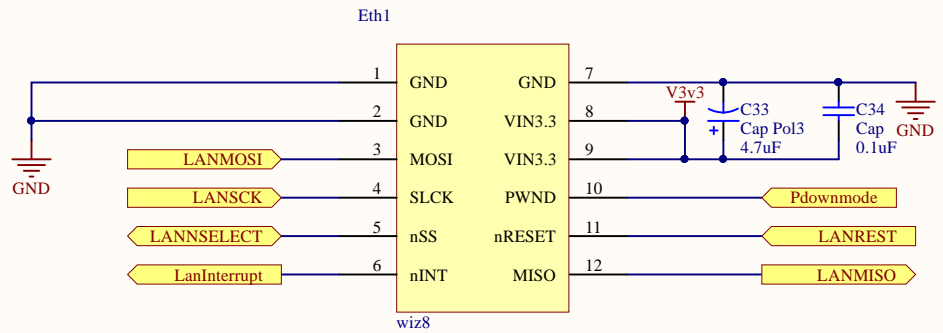 Eth1
1 GND GND 7
V3v3
2 GND VIN3.3 8
C33 C34
Cap Pol3 Cap
4.7uF 0.1uF
GND
LANMOSI 3 MOSI VIN3.3 9
GND
LANSCK 4 SLCK PWND 10 Pdownmode
LANNSELECT 5 nSS nRESET 11 LANREST
LanInterrupt 6 nINT MISO 12 LANMISO
wiz8